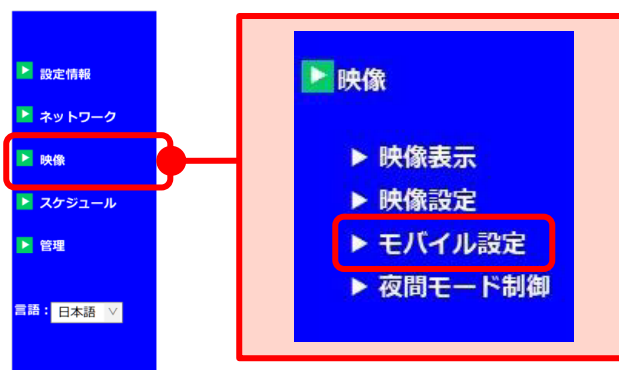 設定情報
ネットワーク
映像
スケジュール
管理
言語：日本語
映像
映像表示
映像設定
モバイル設定
夜間モード制御